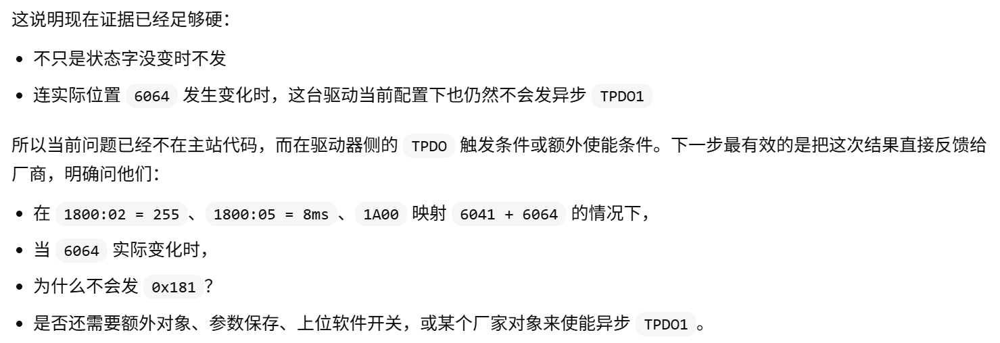 这说明现在证据已经足够硬：
• 不只是状态字没变时不发
• 连实际位置 6064 发生变化时，这台驱动当前配置下也仍然不会发异步 TPDO1
所以当前问题已经不在主站代码，而在驱动器侧的 TPDO 触发条件或额外使能条件。下一步最有效的是把这次结果直接反馈给
厂商，明确问他们：
• 在 1800:02 = 255、1800:05 = 8ms、1A00 映射 6041 + 6064 的情况下，
• 当 6064 实际变化时，
• 为什么不会发 0x181？
• 是否还需要额外对象、参数保存、上位软件开关，或某个厂家对象来使能异步 TPDO1。